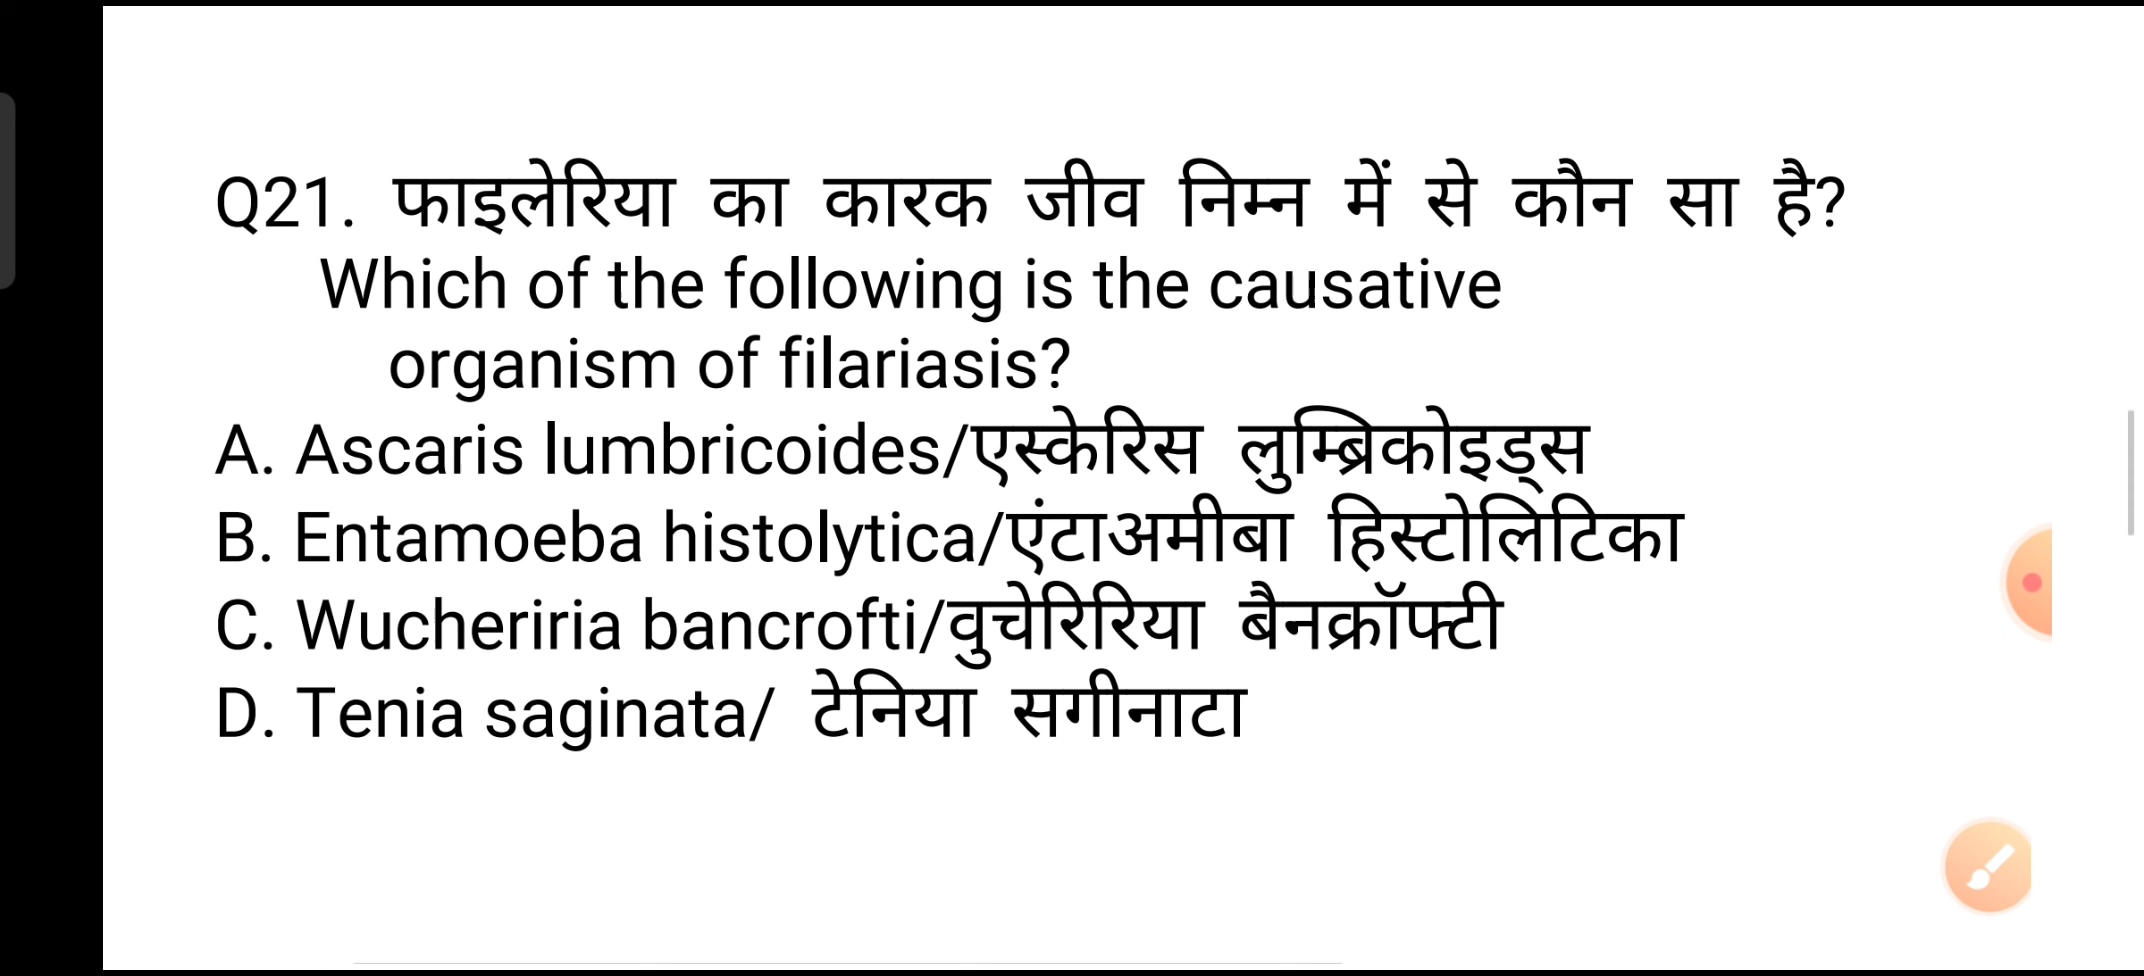 Q21. फाइलेरिया का कारक जीव निम्न में से कौन सा है?
Which of the following is the causative
organism of filariasis?
A. Ascaris lumbricoides/एस्केरिस लुम्ब्रिकोइड्स
B. Entamoeba histolytica/एंटाअमीबा हिस्टोलिटिका
C. Wucheriria bancrofti/वुचेरिरिया बैनक्रॉफ्टी
D. Tenia saginata/ टेनिया सगीनाटा